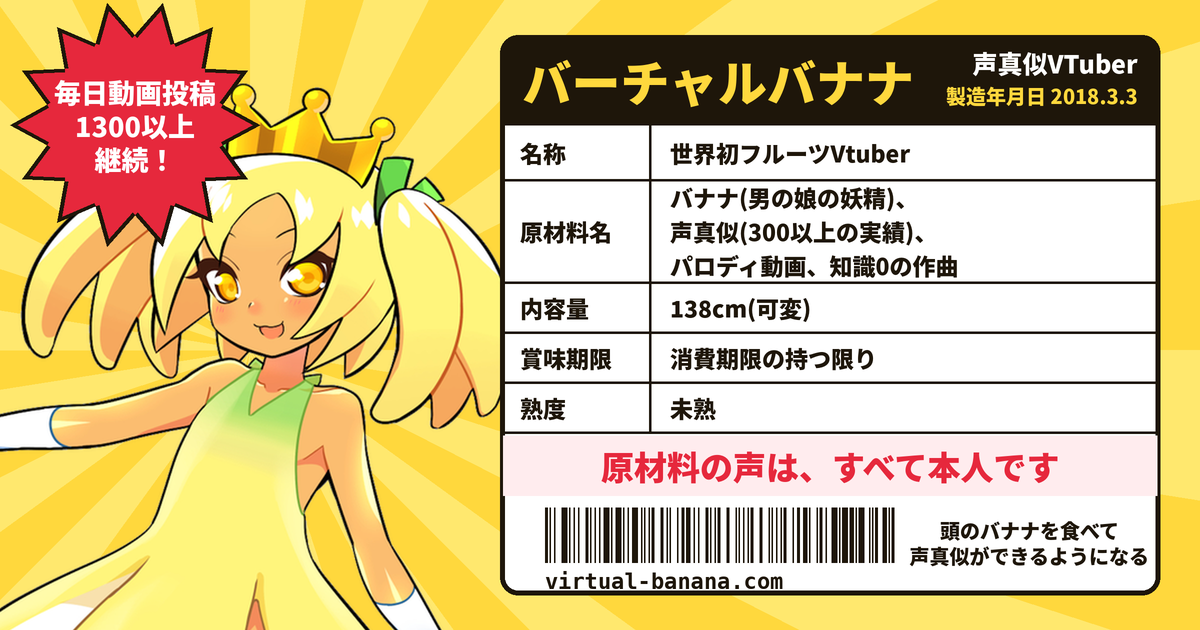 毎日動画投稿
1300以上
継続！
バーチャルバナナ
声真似VTuber
製造年月日 2018.3.3
名称
世界初フルーツVtuber
原材料名
バナナ(男の娘の妖精)、
声真似(300以上の実績)、
パロディ動画、知識0の作曲
内容量
138cm(可変)
賞味期限
消費期限の持つ限り
熟度
未熟
原材料の声は、すべて本人です
virtual-banana.com
頭のバナナを食べて
声真似ができるようになる